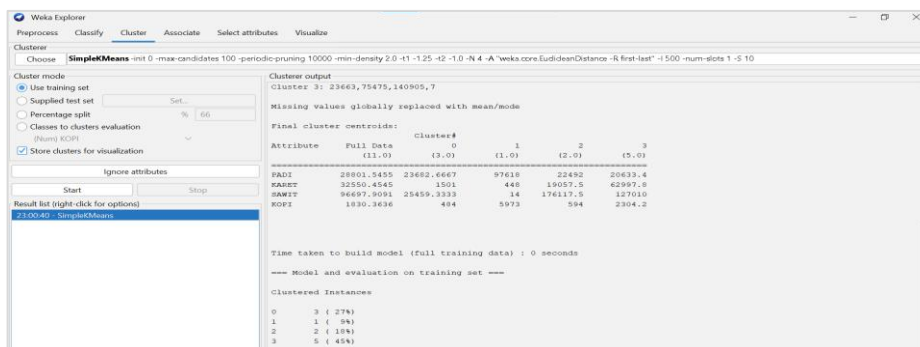 Weka Explorer
Preprocess Classify Cluster Associate Select attributes Visualize
Clusterer
Choose SimpleKMeans -init 0 -max-candidates 100 -periodic-pruning 10000 -min-density 2.0 -t1 -1.25 -t2 -1.0 -N 4 -A "weka.core.EuclideanDistance -R first-last" -I 500 -num-slots 1 -S 10
Cluster mode
Use training set
Supplied test set Set...
Percentage split % 66
Classes to clusters evaluation
(Num) KOPI
Store clusters for visualization
Ignore attributes
Start Stop
Result list (right-click for options)
23:00:40 - SimpleKMeans
Clusterer output
Cluster 3: 23663,75475,140905,7
Missing values globally replaced with mean/mode
Final cluster centroids:
Cluster#
Attribute Full Data 0 1 2 3
(11.0) (3.0) (1.0) (2.0) (5.0)
==========================================================
PADI 28801.5455 23682.6667 97618 22492 20633.4
KARET 32550.4545 1501 448 19057.5 62997.8
SAWIT 96697.9091 25459.3333 14 176117.5 127010
KOPI 1830.3636 484 5973 594 2304.2
Time taken to build model (full training data) : 0 seconds
=== Model and evaluation on training set ===
Clustered Instances
0 3 ( 27%)
1 1 ( 9%)
2 2 ( 18%)
3 5 ( 45%)